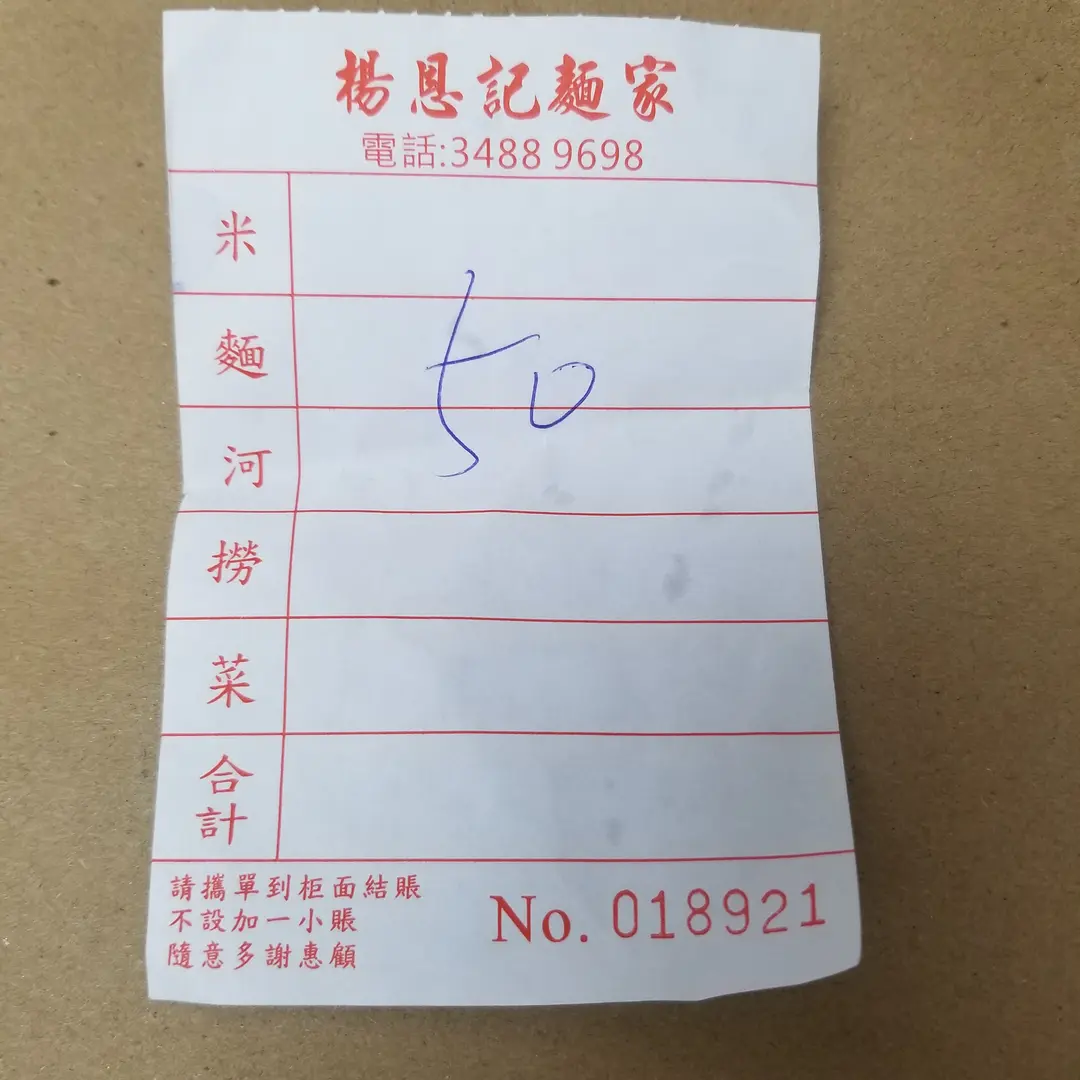 楊恩記麵家
電話:3488 9698
米
麵
50
河
撈
菜
合
計
請攜單到柜面結賬
不設加一小賬
隨意多謝惠顧
No. 018921